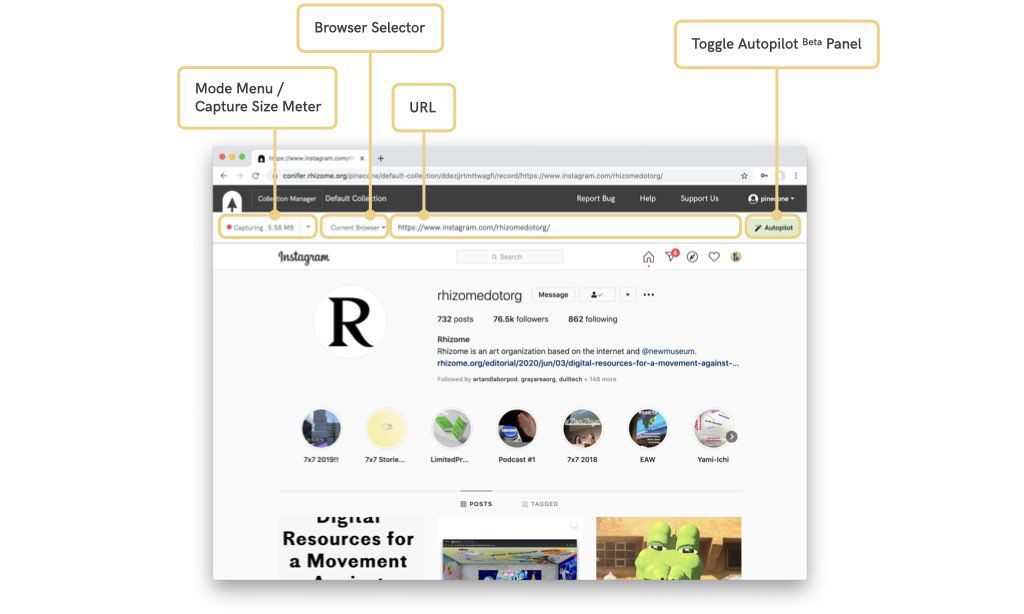 Browser Selector
Toggle Autopilot Beta Panel
Mode Menu /
Capture Size Meter
URL
https://www.instagram.com/rh
conifer.rhizome.org/pinecone/default-collection/ddezjjrtmttwagfi/record/https://www.instagram.com/rhizomedotorg/
Collection Manager Default Collection Report Bug Help Support Us pinecone
Capturing 5.58 MB Current Browser https://www.instagram.com/rhizomedotorg/ Autopilot
Instagram Search 6
R
rhizomedotorg Message
732 posts 76.5k followers 862 following
Rhizome
Rhizome is an art organization based on the internet and @newmuseum.
rhizome.org/editorial/2020/jun/03/digital-resources-for-a-movement-against-...
Followed by artandiaborpod, grayareaorg, dulltech + 148 more
7x7 2019!! 7x7 Storie... LimitedPr... Podcast #1 7x7 2018 EAW Yami-Ichi
POSTS TAGGED
Digital
Resources for
a Movement
Against